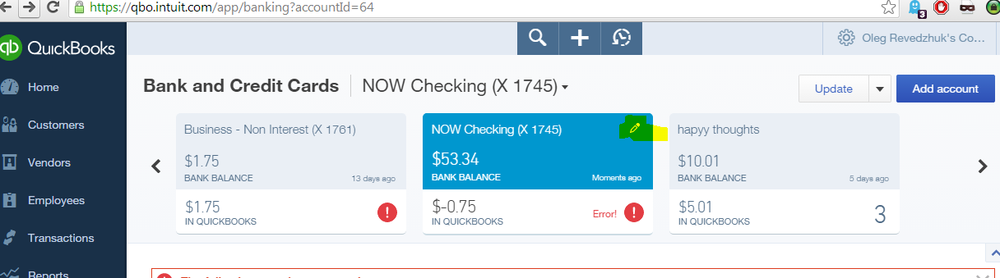 https://qbo.intuit.com/app/banking?accountId=64
3
qb QuickBooks
Oleg Revedzhuk's Co...
Home
Customers
Vendors
Employees
Transactions
Reports
Bank and Credit Cards NOW Checking (X 1745)
Update
Add account
Business - Non Interest (X 1761)
$1.75
BANK BALANCE 13 days ago
$1.75
IN QUICKBOOKS
!
NOW Checking (X 1745)
$53.34
BANK BALANCE Moments ago
$-0.75
IN QUICKBOOKS
Error! !
hapyy thoughts
$10.01
BANK BALANCE 5 days ago
$5.01
IN QUICKBOOKS
3